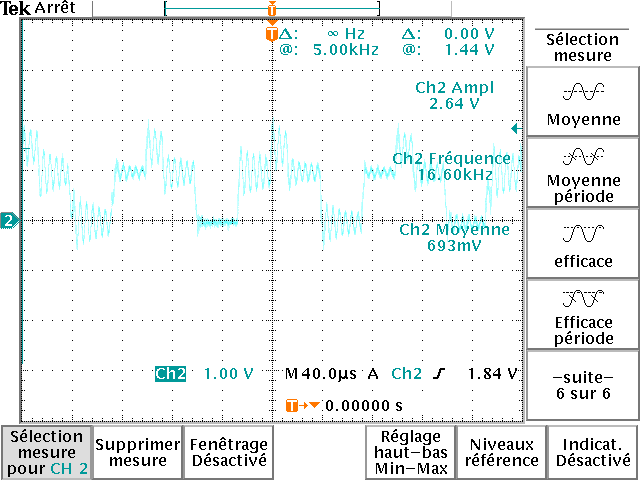 Tek Arrêt
T
T
Δ: ∞ Hz Δ: 0.00 V
@: 5.00kHz @: 1.44 V
Ch2 Ampl
2.64 V
Ch2 Fréquence
16.60kHz
Ch2 Moyenne
693mV
2
Ch2 1.00 V M 40.0µs A Ch2 1.84 V
T 0.00000 s
Sélection
mesure
Moyenne
Moyenne
période
efficace
Efficace
période
–suite–
6 sur 6
Sélection
mesure
pour CH 2
Supprimer
mesure
Fenêtrage
Désactivé
Réglage
haut-bas
Min-Max
Niveaux
référence
Indicat.
Désactivé